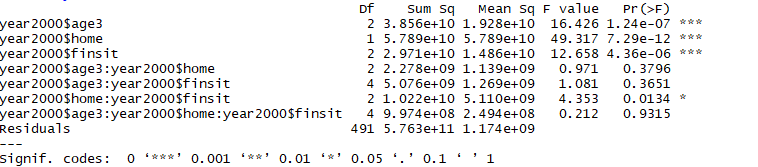 Df Sum Sq Mean Sq F value Pr(>F)
year2000$age3 2 3.856e+10 1.928e+10 16.426 1.24e-07 ***
year2000$home 1 5.789e+10 5.789e+10 49.317 7.29e-12 ***
year2000$finsit 2 2.971e+10 1.486e+10 12.658 4.36e-06 ***
year2000$age3:year2000$home 2 2.278e+09 1.139e+09 0.971 0.3796
year2000$age3:year2000$finsit 4 5.076e+09 1.269e+09 1.081 0.3651
year2000$home:year2000$finsit 2 1.022e+10 5.110e+09 4.353 0.0134 *
year2000$age3:year2000$home:year2000$finsit 4 9.974e+08 2.494e+08 0.212 0.9315
Residuals 491 5.763e+11 1.174e+09
---
Signif. codes: 0 ‘***’ 0.001 ‘**’ 0.01 ‘*’ 0.05 ‘.’ 0.1 ‘ ’ 1